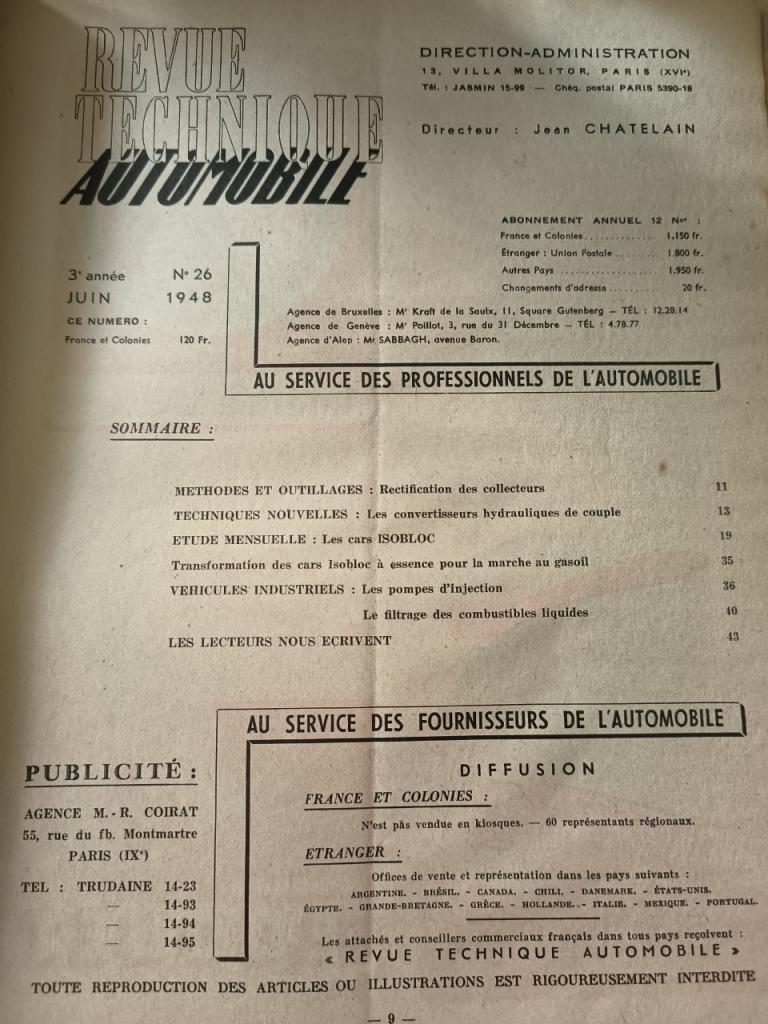 REVUE
TECHNIQUE
AUTOMOBILE
DIRECTION-ADMINISTRATION
13, VILLA MOLITOR, PARIS (XVIe)
Tél. : JASMIN 15-99 — Chèq. postal PARIS 5390-18
Directeur : Jean CHATELAIN
ABONNEMENT ANNUEL 12 Nos :
France et Colonies............. 1.150 fr.
Étranger : Union Postale ....... 1.800 fr.
Autres Pays ................. 1.950 fr.
Changements d'adresse......... 20 fr.
3e année No 26
JUIN 1948
CE NUMERO :
France et Colonies 120 Fr.
Agence de Bruxelles : Mr Kraft de la Saulx, 11, Square Gutenberg — TÉL : 12.28.14
Agence de Genève : Mr Poillot, 3, rue du 31 Décembre — TÉL : 4.78.77
Agence d'Alep : Mr SABBAGH, avenue Baron.
AU SERVICE DES PROFESSIONNELS DE L'AUTOMOBILE
SOMMAIRE :
METHODES ET OUTILLAGES : Rectification des collecteurs 11
TECHNIQUES NOUVELLES : Les convertisseurs hydrauliques de couple 13
ETUDE MENSUELLE : Les cars ISOBLOC 19
Transformation des cars Isobloc à essence pour la marche au gasoil 35
VEHICULES INDUSTRIELS : Les pompes d'injection 36
Le filtrage des combustibles liquides 40
LES LECTEURS NOUS ECRIVENT 43
AU SERVICE DES FOURNISSEURS DE L'AUTOMOBILE
PUBLICITÉ :
AGENCE M.-R. COIRAT
55, rue du fb. Montmartre
PARIS (IXe)
TEL : TRUDAINE 14-23
— 14-93
— 14-94
— 14-95
DIFFUSION
FRANCE ET COLONIES :
N'est pas vendue en kiosques. — 60 représentants régionaux.
ETRANGER :
Offices de vente et représentation dans les pays suivants :
ARGENTINE. - BRÉSIL. - CANADA. - CHILI. - DANEMARK. - ÉTATS-UNIS.
ÉGYPTE. - GRANDE-BRETAGNE. - GRÈCE. - HOLLANDE. - ITALIE. - MEXIQUE. - PORTUGAL.
Les attachés et conseillers commerciaux français dans tous pays reçoivent :
« REVUE TECHNIQUE AUTOMOBILE »
TOUTE REPRODUCTION DES ARTICLES OU ILLUSTRATIONS EST RIGOUREUSEMENT INTERDITE
— 9 —